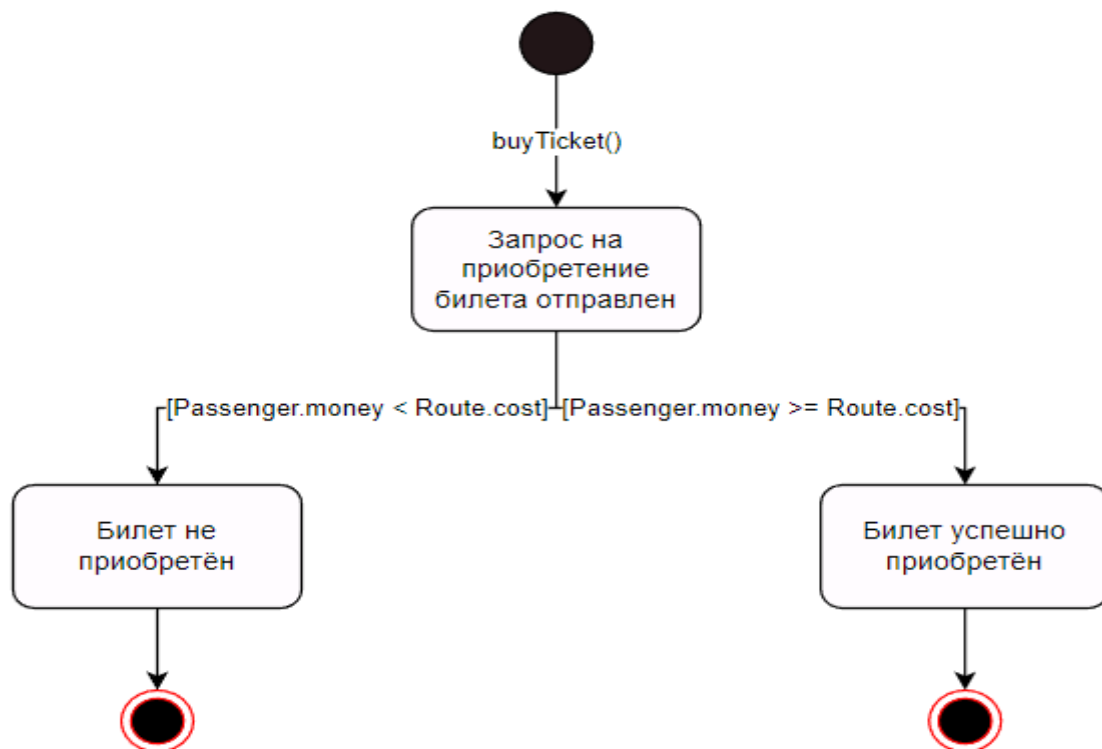 buyTicket()
Запрос на
приобретение
билета отправлен
[Passenger.money < Route.cost] [Passenger.money >= Route.cost]
Билет не
приобретён
Билет успешно
приобретён